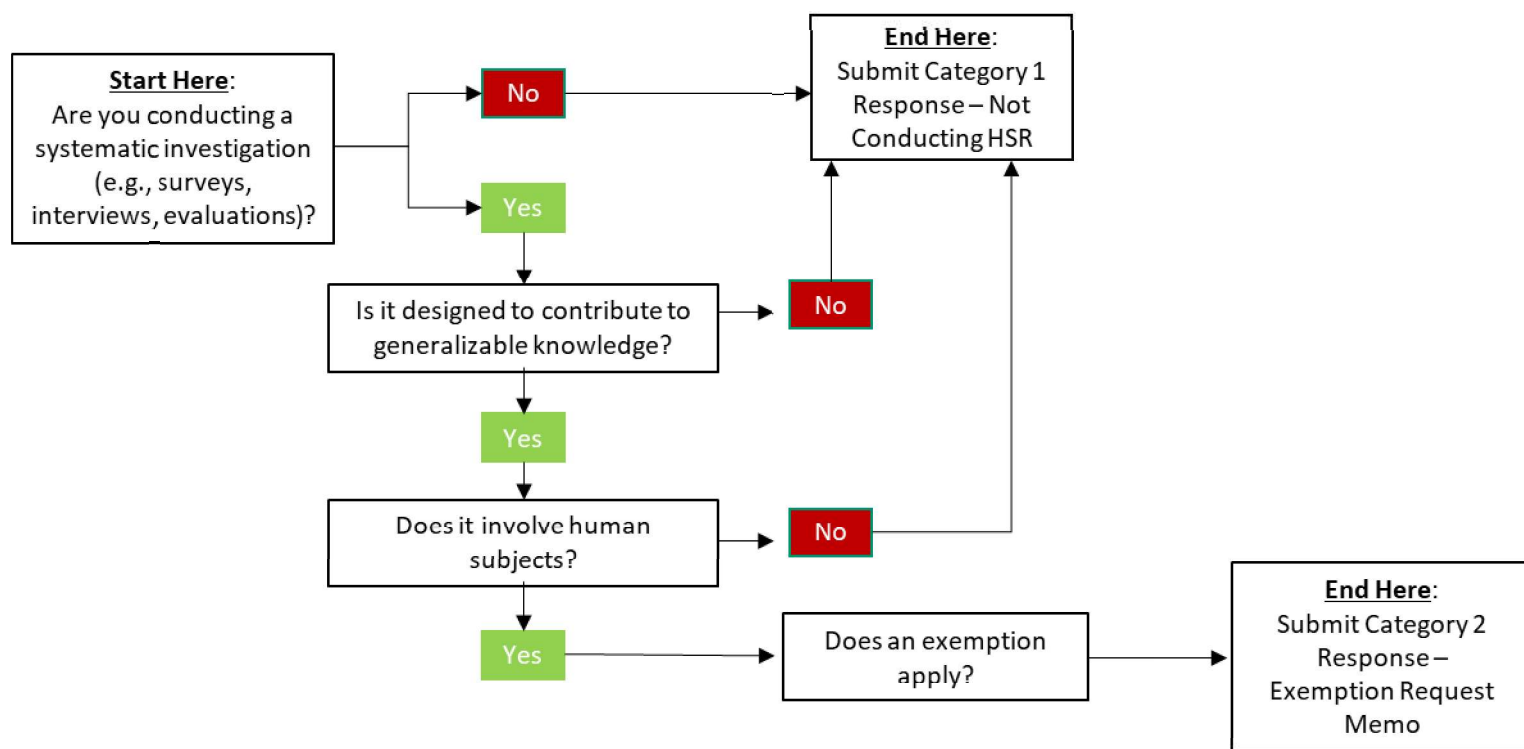 Start Here:
Are you conducting a
systematic investigation
(e.g., surveys,
interviews, evaluations)?
No
End Here:
Submit Category 1
Response – Not
Conducting HSR
Yes
Is it designed to contribute to
generalizable knowledge?
No
Yes
Does it involve human
subjects?
No
Yes
Does an exemption
apply?
End Here:
Submit Category 2
Response –
Exemption Request
Memo